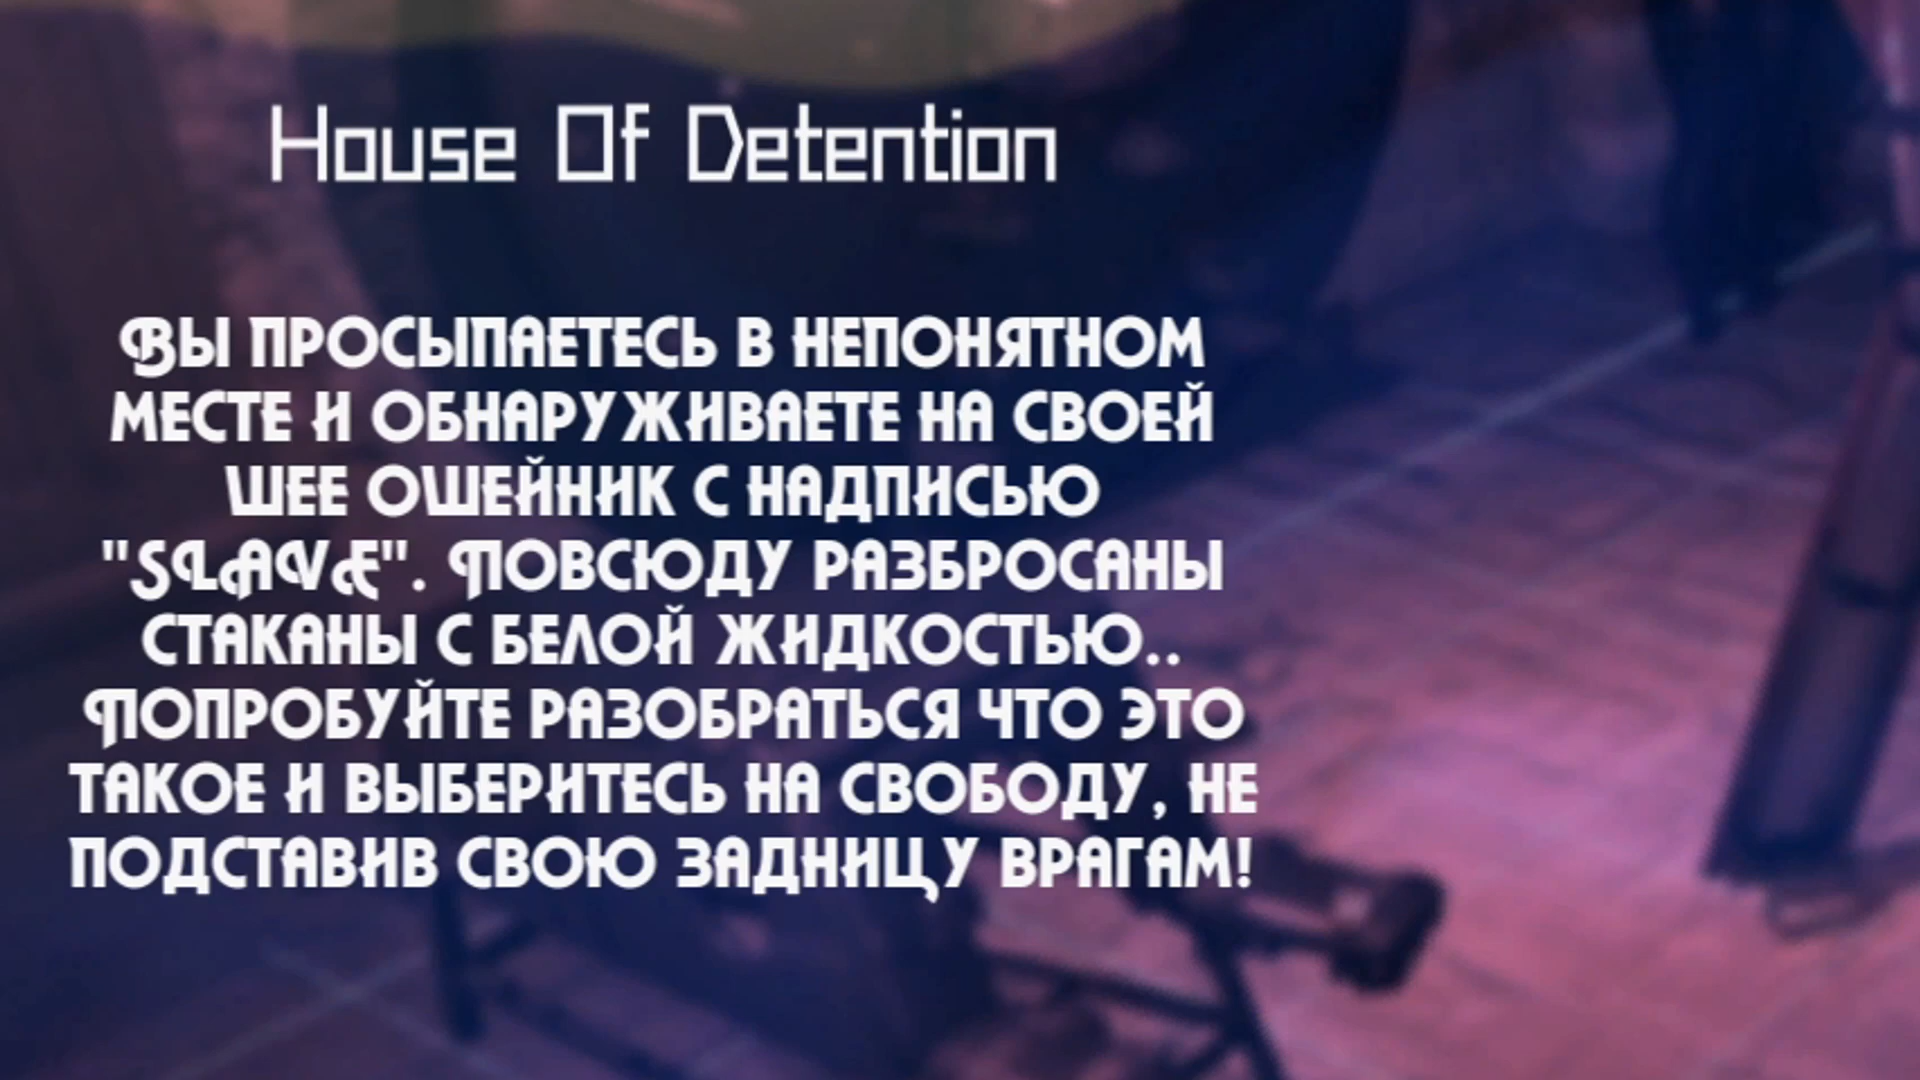 House Of Detention
Вы просыпаетесь в непонятном
месте и обнаруживаете на своей
шее ошейник с надписью
"SLAVE". Повсюду разбросаны
стаканы с белой жидкостью..
Попробуйте разобраться что это
такое и выберитесь на свободу, не
подставив свою задницу врагам!